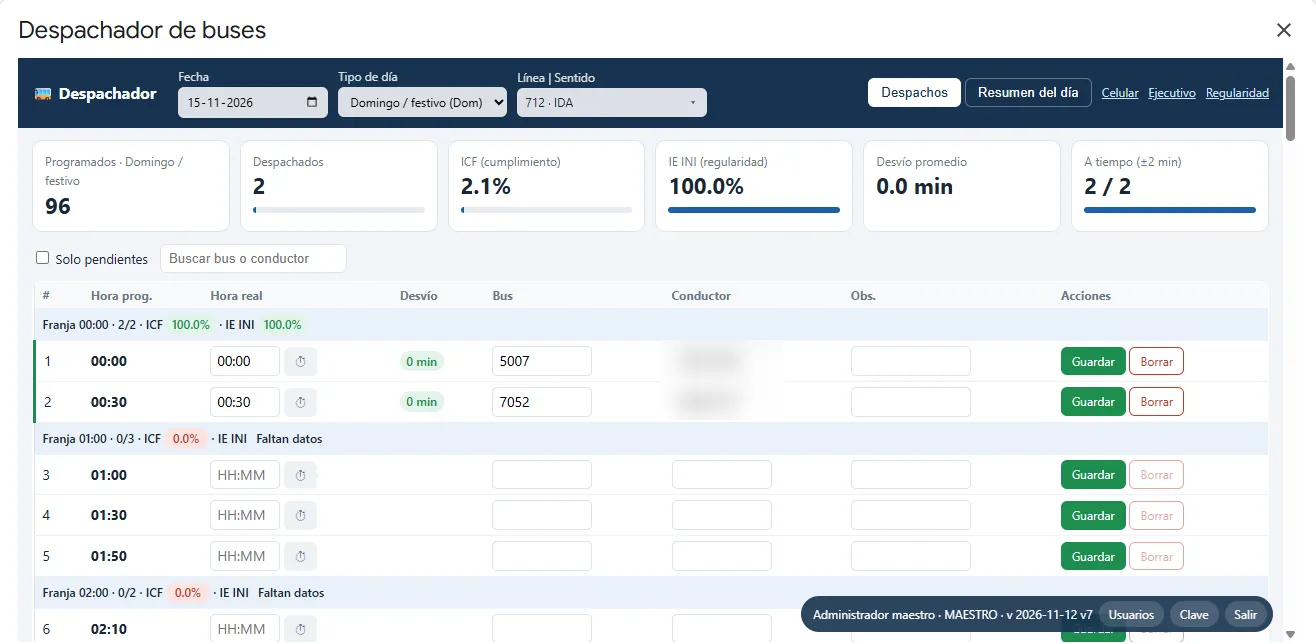 Despachador de buses
Despachador
Fecha
15-11-2026
Tipo de día
Domingo / festivo (Dom)
Línea | Sentido
712 · IDA
Despachos
Resumen del día
Celular
Ejecutivo
Regularidad
Programados · Domingo /
festivo
96
Despachados
2
ICF (cumplimiento)
2.1%
IE INI (regularidad)
100.0%
Desvío promedio
0.0 min
A tiempo (±2 min)
2 / 2
Solo pendientes
Buscar bus o conductor
# Hora prog. Hora real Desvío Bus Conductor Obs. Acciones
Franja 00:00 · 2/2 · ICF 100.0% · IE INI 100.0%
1 00:00 00:00 0 min 5007 Guardar Borrar
2 00:30 00:30 0 min 7052 Guardar Borrar
Franja 01:00 · 0/3 · ICF 0.0% · IE INI Faltan datos
3 01:00 HH:MM Guardar Borrar
4 01:30 HH:MM Guardar Borrar
5 01:50 HH:MM Guardar Borrar
Franja 02:00 · 0/2 · ICF 0.0% · IE INI Faltan datos
6 02:10 HH:MM
Administrador maestro · MAESTRO · v 2026-11-12 v7 Usuarios Clave Salir